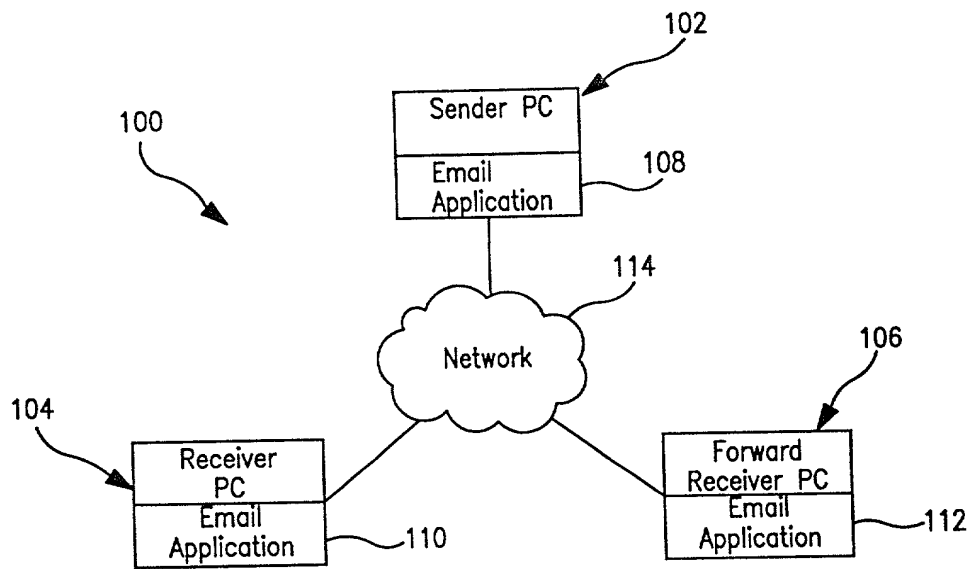 102
Sender PC
100
Email
Application
108
114
Network
106
104
Receiver
PC
Forward
Receiver PC
Email
Application
110
Email
Application
112